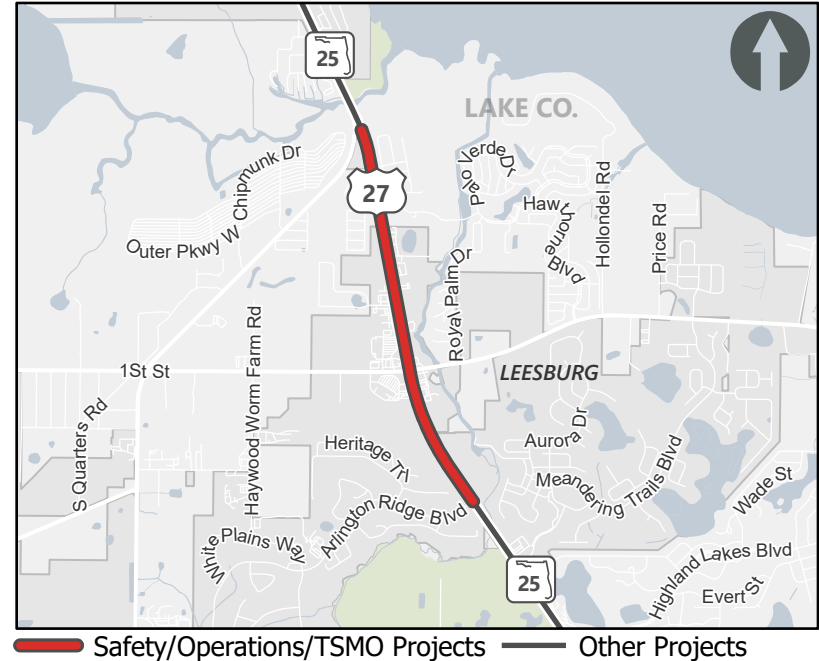 25
LAKE CO.
Palo Verde Dr
Chipmunk Dr
27
Hawthorne Blvd
Hollondel Rd
Price Rd
Outer Pkwy W
Royal Palm Dr
Haywood Worm Farm Rd
1St St
LEESBURG
S Quarters Rd
Heritage Trl
Aurora Dr
Meandering Trails Blvd
Wade St
Arlington Ridge Blvd
White Plains Way
25
Highland Lakes Blvd
Evert St
Safety/Operations/TSMO Projects
Other Projects